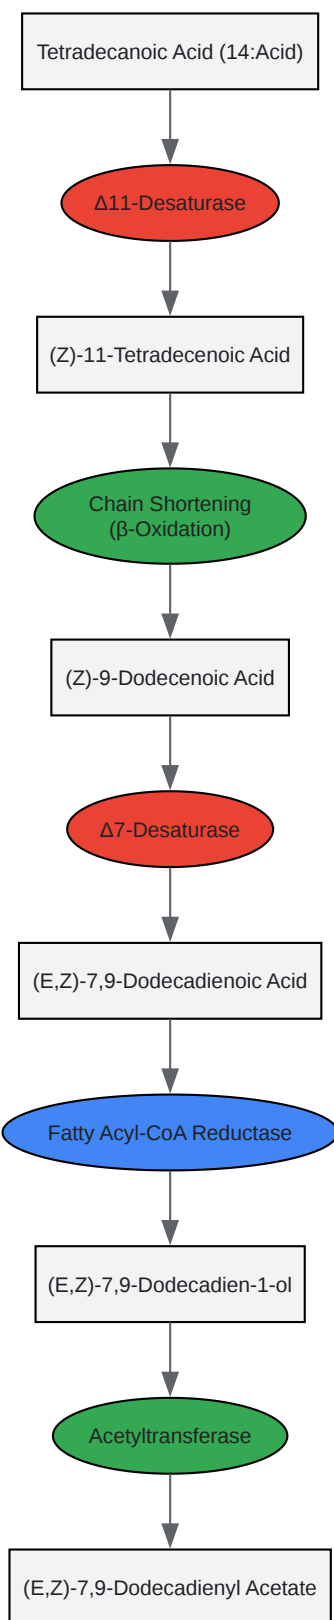 Tetradecanoic Acid (14:Acid)
Δ11-Desaturase
(Z)-11-Tetradecenoic Acid
Chain Shortening
(β-Oxidation)
(Z)-9-Dodecenoic Acid
Δ7-Desaturase
(E,Z)-7,9-Dodecadienoic Acid
Fatty Acyl-CoA Reductase
(E,Z)-7,9-Dodecadien-1-ol
Acetyltransferase
(E,Z)-7,9-Dodecadienyl Acetate